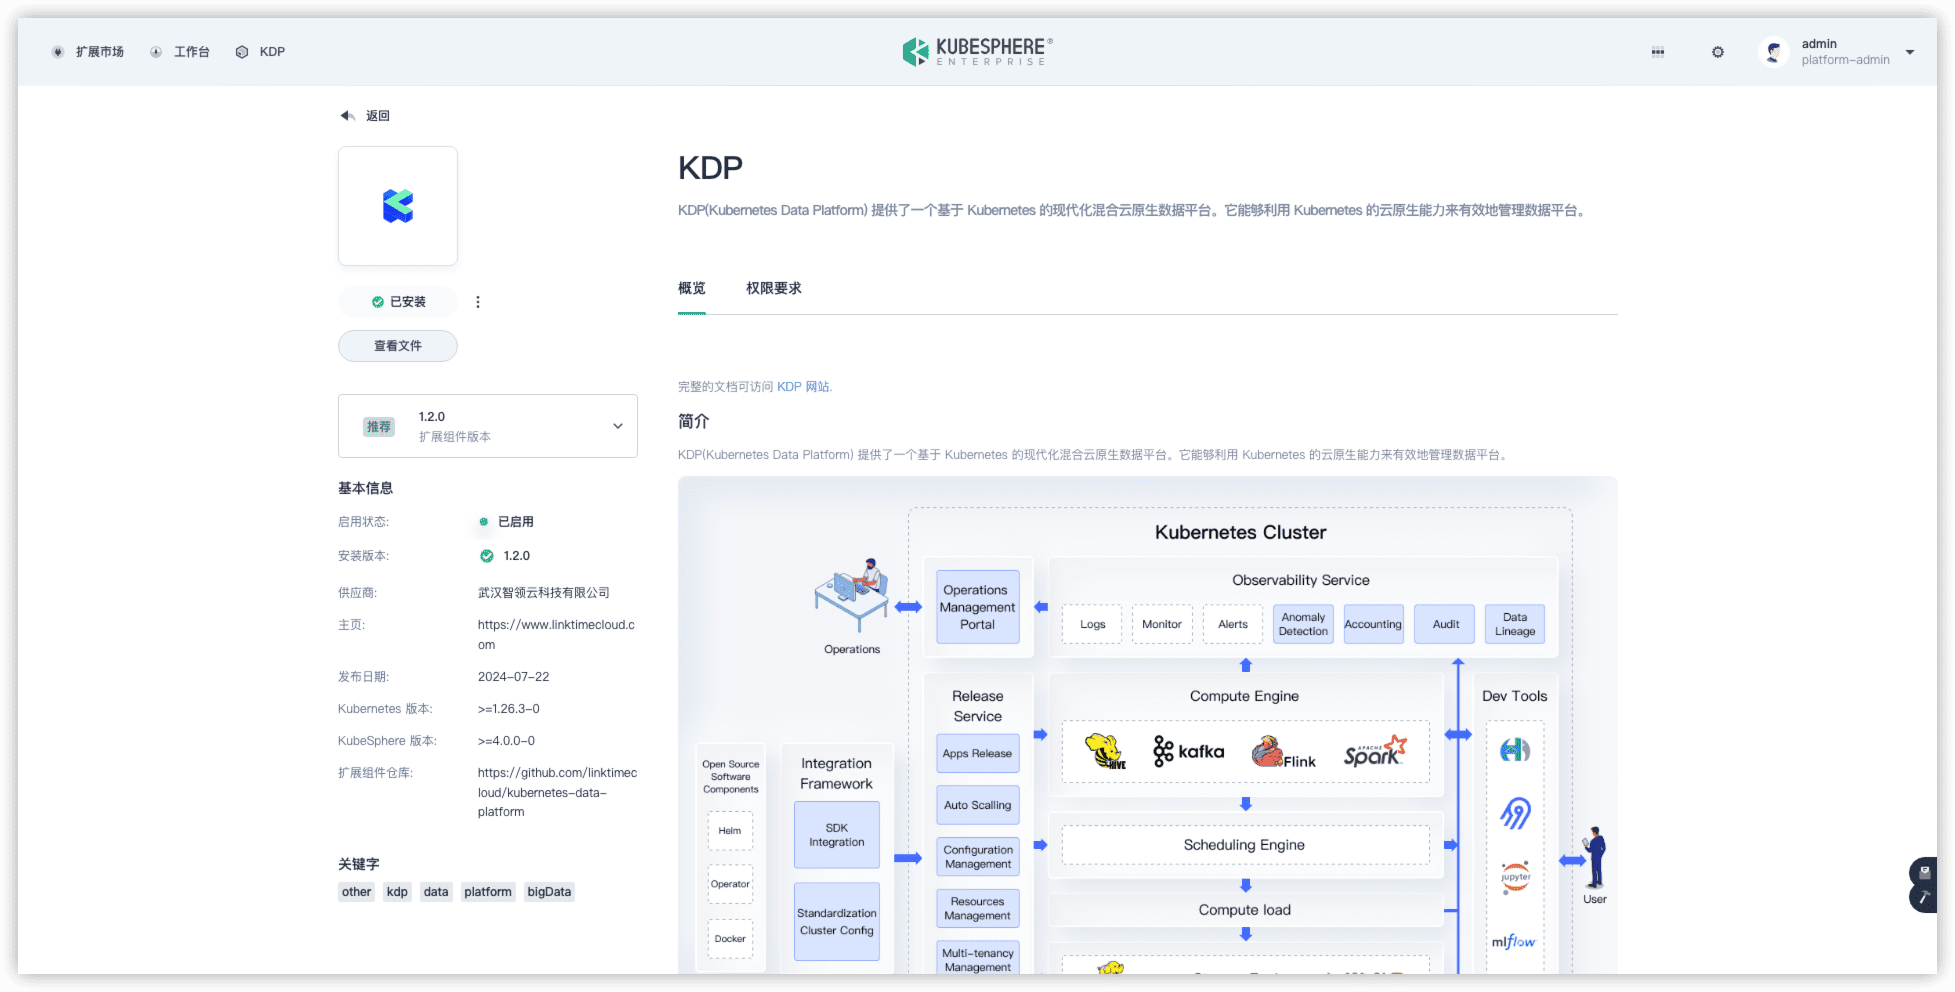 扩展市场
工作台
KDP
KUBESPHERE®
ENTERPRISE
admin
platform-admin
返回
已安装
查看文件
推荐
1.2.0
扩展组件版本
基本信息
启用状态:
已启用
安装版本:
1.2.0
供应商:
武汉智领云科技有限公司
主页:
https://www.linktimecloud.c
om
发布日期:
2024-07-22
Kubernetes 版本:
>=1.26.3-0
KubeSphere 版本:
>=4.0.0-0
扩展组件仓库:
https://github.com/linktimec
loud/kubernetes-data-
platform
关键字
other
kdp
data
platform
bigData
KDP
KDP(Kubernetes Data Platform) 提供了一个基于 Kubernetes 的现代化混合云原生数据平台。它能够利用 Kubernetes 的云原生能力来有效地管理数据平台。
概览
权限要求
完整的文档可访问 KDP 网站.
简介
KDP(Kubernetes Data Platform) 提供了一个基于 Kubernetes 的现代化混合云原生数据平台。它能够利用 Kubernetes 的云原生能力来有效地管理数据平台。
Kubernetes Cluster
Operations
Operations
Management
Portal
Observability Service
Logs
Monitor
Alerts
Anomaly
Detection
Accounting
Audit
Data
Lineage
Release
Service
Apps Release
Auto Scalling
Configuration
Management
Resources
Management
Multi-tenancy
Management
Compute Engine
HIVE
kafka
Flink
APACHE
Spark
Scheduling Engine
Compute load
Dev Tools
jupyter
mlflow
User
Open Source
Software
Components
Helm
Operator
Docker
Integration
Framework
SDK
Integration
Standardization
Cluster Config